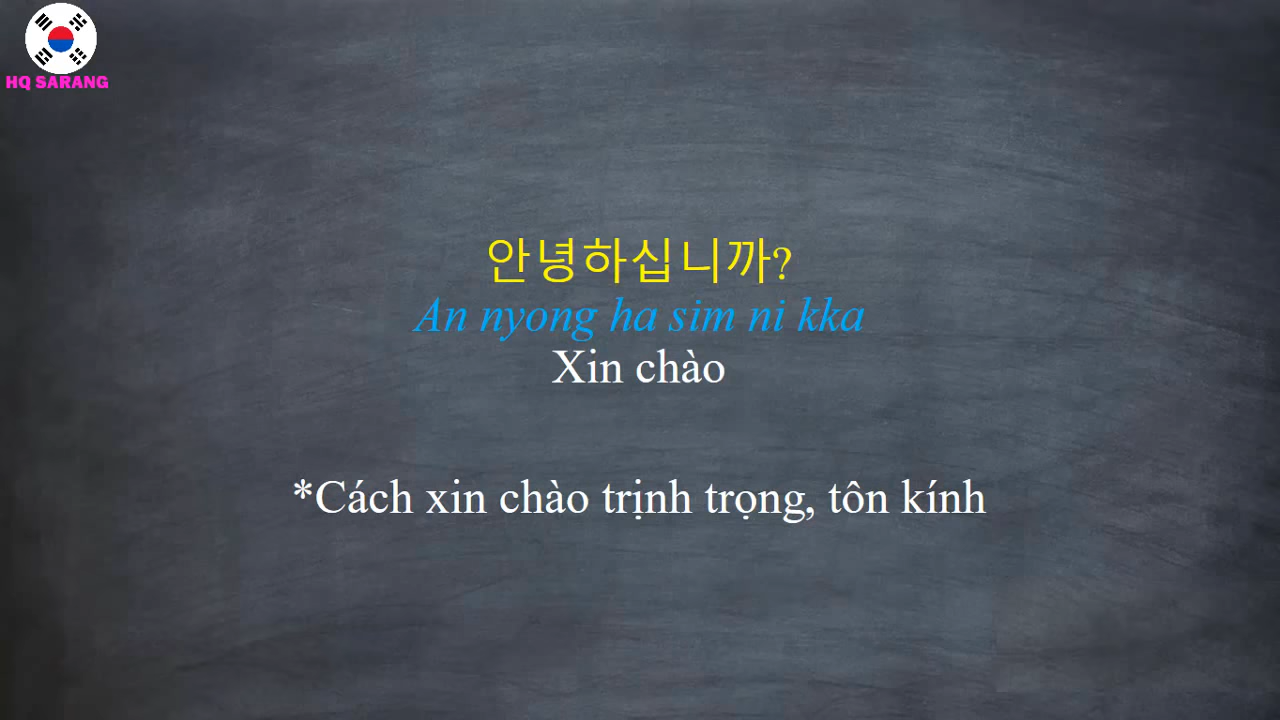 HQ SARANG
안녕하십니까?
An nyong ha sim ni kka
Xin chào
*Cách xin chào trịnh trọng, tôn kính